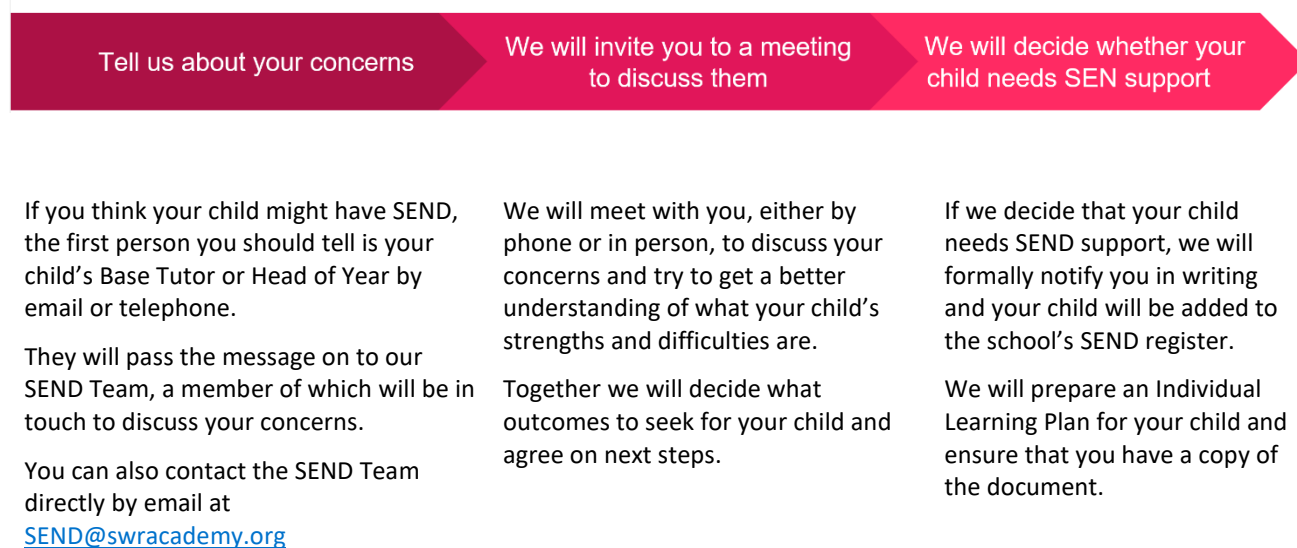 Tell us about your concerns
We will invite you to a meeting
to discuss them
We will decide whether your
child needs SEN support
If you think your child might have SEND,
the first person you should tell is your
child’s Base Tutor or Head of Year by
email or telephone.
They will pass the message on to our
SEND Team, a member of which will be in
touch to discuss your concerns.
You can also contact the SEND Team
directly by email at
SEND@swracademy.org
We will meet with you, either by
phone or in person, to discuss your
concerns and try to get a better
understanding of what your child’s
strengths and difficulties are.
Together we will decide what
outcomes to seek for your child and
agree on next steps.
If we decide that your child
needs SEND support, we will
formally notify you in writing
and your child will be added to
the school’s SEND register.
We will prepare an Individual
Learning Plan for your child and
ensure that you have a copy of
the document.